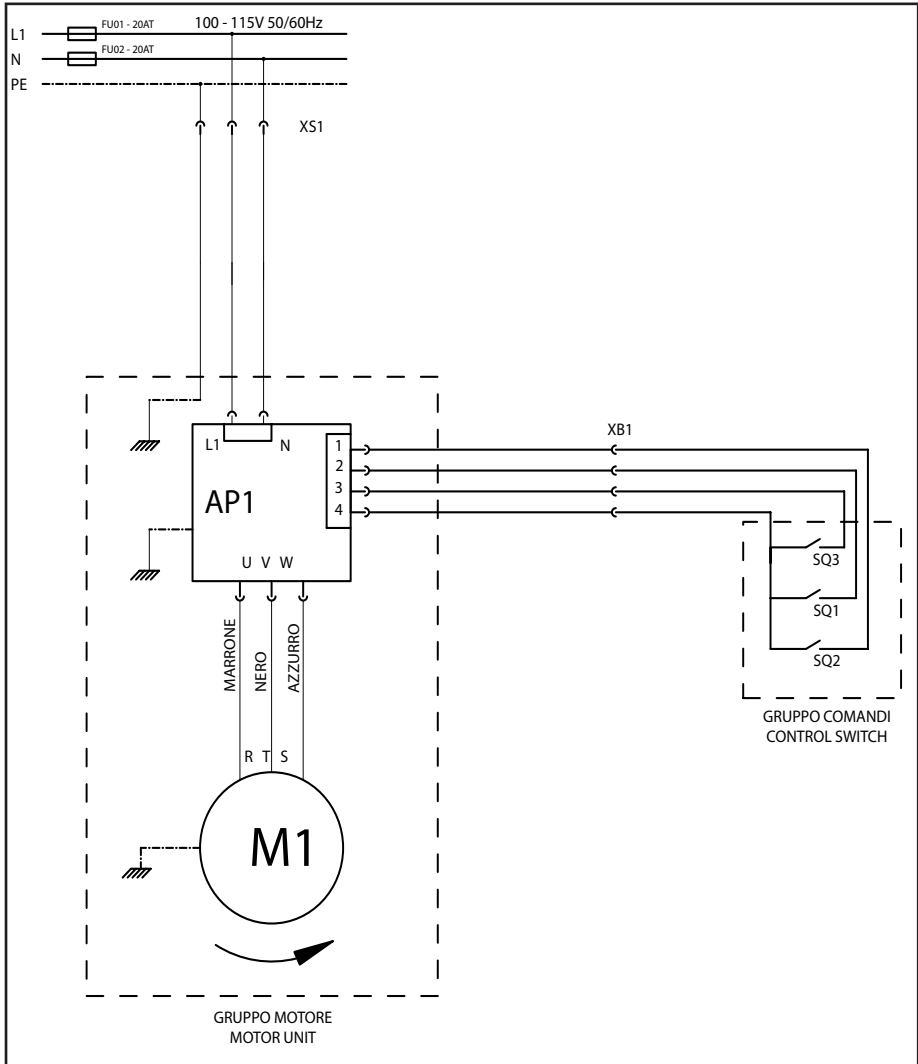 L1
FU01 - 20AT
100 - 115V 50/60Hz
N
FU02 - 20AT
PE
XS1
L1
N
1
2
3
4
AP1
XB1
U V W
MARRONE
NERO
AZZURRO
R T S
M1
SQ3
SQ1
SQ2
GRUPPO COMANDI
CONTROL SWITCH
GRUPPO MOTORE
MOTOR UNIT